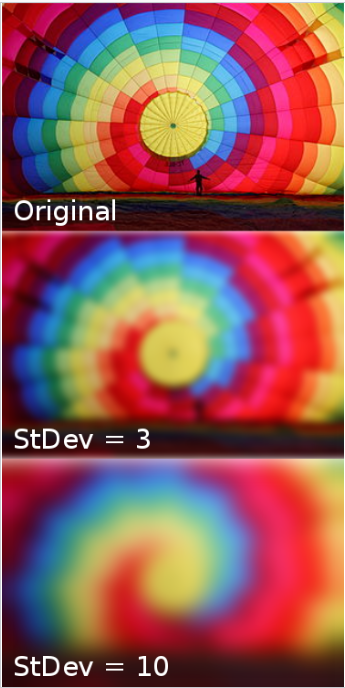 Original
StDev = 3
StDev = 10